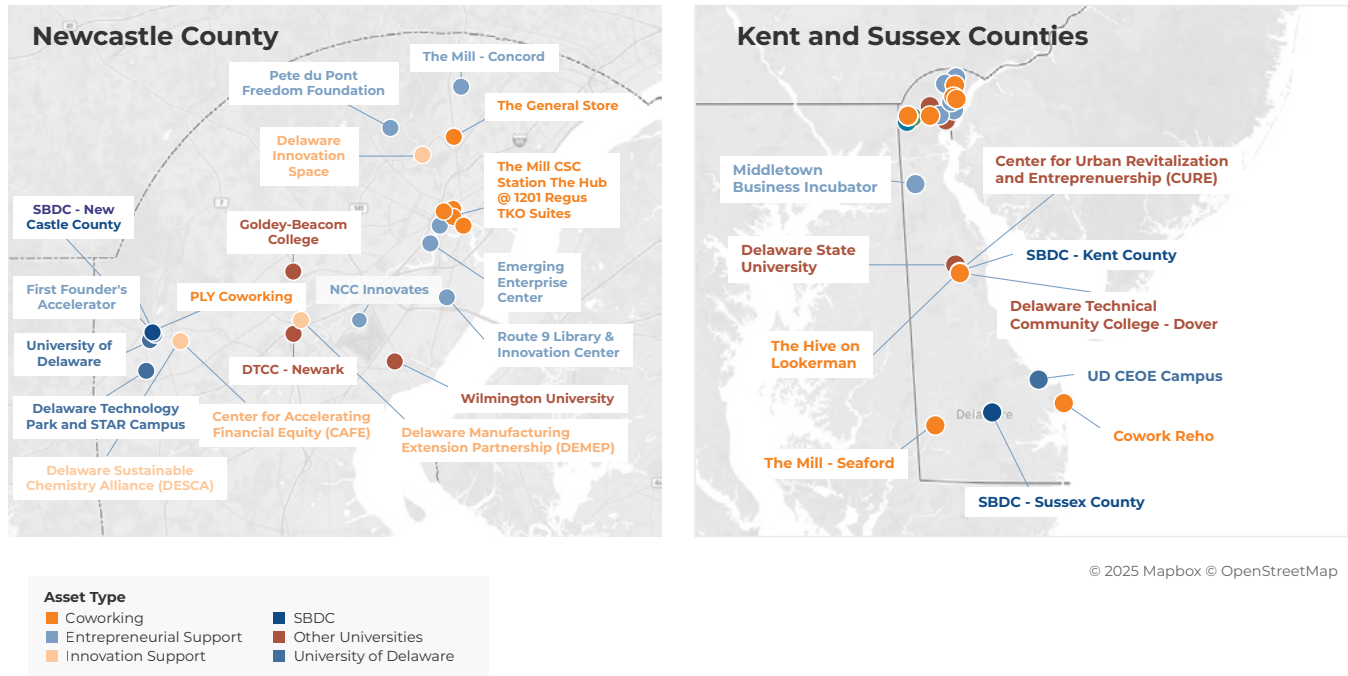 Newcastle County
The Mill - Concord
Pete du Pont
Freedom Foundation
The General Store
Delaware
Innovation
Space
The Mill CSC
Station The Hub
@ 1201 Regus
TKO Suites
SBDC - New
Castle County
Goldey-Beacom
College
Emerging
Enterprise
Center
First Founder's
Accelerator
PLY Coworking
NCC Innovates
University of
Delaware
Route 9 Library &
Innovation Center
DTCC - Newark
Wilmington University
Delaware Technology
Park and STAR Campus
Center for Accelerating
Financial Equity (CAFE)
Delaware Manufacturing
Extension Partnership (DEMEP)
Delaware Sustainable
Chemistry Alliance (DESCA)
Kent and Sussex Counties
Middletown
Business Incubator
Center for Urban Revitalization
and Entreprenuership (CURE)
Delaware State
University
SBDC - Kent County
Delaware Technical
Community College - Dover
The Hive on
Lookerman
UD CEOE Campus
Cowork Reho
The Mill - Seaford
SBDC - Sussex County
© 2025 Mapbox © OpenStreetMap
Asset Type
Coworking
Entrepreneurial Support
Innovation Support
SBDC
Other Universities
University of Delaware